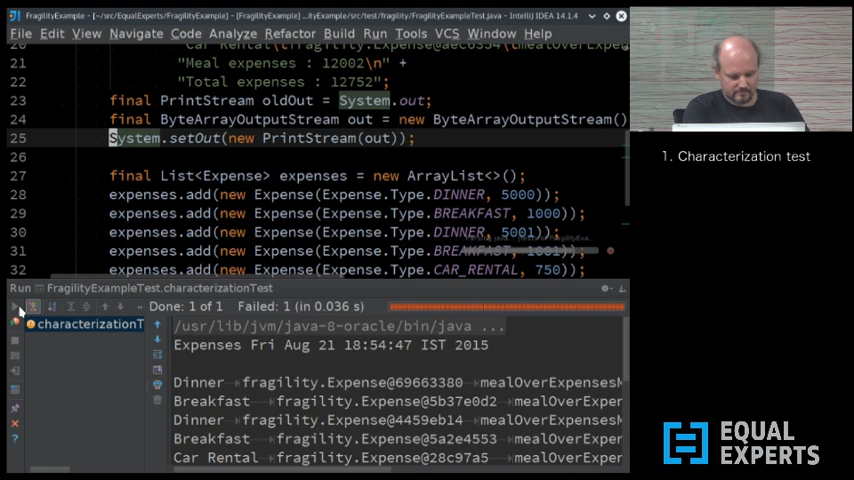 FragilityExample - [~/src/EqualExperts/FragilityExample] - [FragilityExample] - ...ityExample/src/test/fragility/FragilityExampleTest.java - IntelliJ IDEA 14.1.4
File Edit View Navigate Code Analyze Refactor Build Run Tools VCS Window Help
20 "Car Rental\tfragility.Expense@aec6354\tmealOverExpe
21 "Meal expenses : 12002\n" +
22 "Total expenses : 12752";
23 final PrintStream oldOut = System.out;
24 final ByteArrayOutputStream out = new ByteArrayOutputStream()
25 System.setOut(new PrintStream(out));
26
27 final List<Expense> expenses = new ArrayList<>();
28 expenses.add(new Expense(Expense.Type.DINNER, 5000));
29 expenses.add(new Expense(Expense.Type.BREAKFAST, 1000));
30 expenses.add(new Expense(Expense.Type.DINNER, 5001));
31 expenses.add(new Expense(Expense.Type.BREAKFAST, 1001));
32 expenses.add(new Expense(Expense.Type.CAR_RENTAL, 750));
Run FragilityExampleTest.characterizationTest
Done: 1 of 1 Failed: 1 (in 0.036 s)
characterizationT
/usr/lib/jvm/java-8-oracle/bin/java ...
Expenses Fri Aug 21 18:54:47 IST 2015
Dinner fragility.Expense@69663380 mealOverExpensesM
Breakfast fragility.Expense@5b37e0d2 mealOverExper
Dinner fragility.Expense@4459eb14 mealOverExpensesM
Breakfast fragility.Expense@5a2e4553 mealOverExper
Car Rental fragility.Expense@28c97a5 mealOverExper
1. Characterization test
EQUAL
EXPERTS